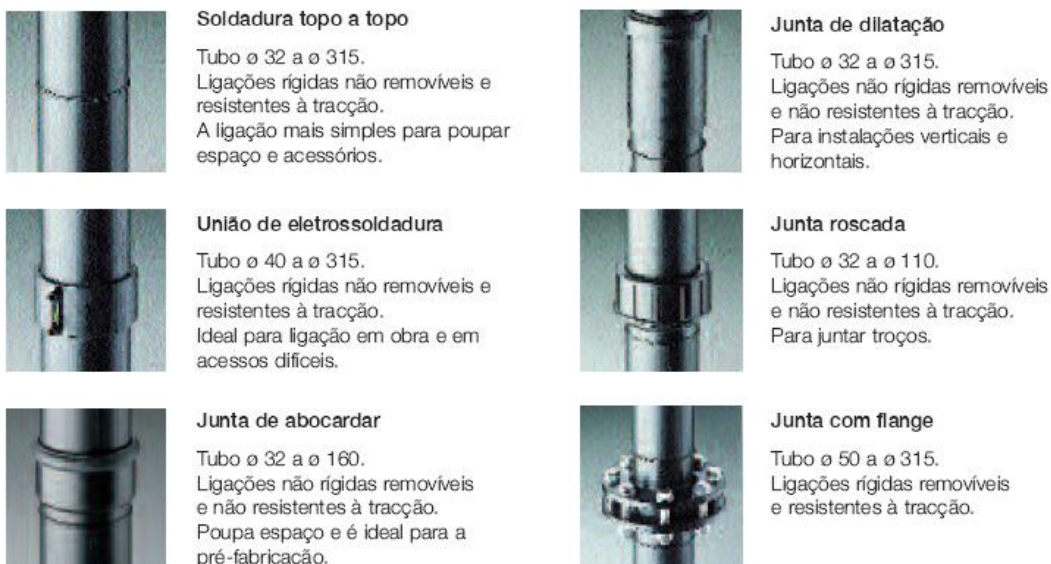 Soldadura topo a topo
Tubo ø 32 a ø 315.
Ligações rígidas não removíveis e
resistentes à tracção.
A ligação mais simples para poupar
espaço e acessórios.
União de eletrossoldadura
Tubo ø 40 a ø 315.
Ligações rígidas não removíveis e
resistentes à tracção.
Ideal para ligação em obra e em
acessos difíceis.
Junta de abocardar
Tubo ø 32 a ø 160.
Ligações não rígidas removíveis
e não resistentes à tracção.
Poupa espaço e é ideal para a
pré-fabricação.
Junta de dilatação
Tubo ø 32 a ø 315.
Ligações não rígidas removíveis
e não resistentes à tracção.
Para instalações verticais e
horizontais.
Junta roscada
Tubo ø 32 a ø 110.
Ligações não rígidas removíveis
e não resistentes à tracção.
Para juntar troços.
Junta com flange
Tubo ø 50 a ø 315.
Ligações rígidas removíveis
e resistentes à tracção.